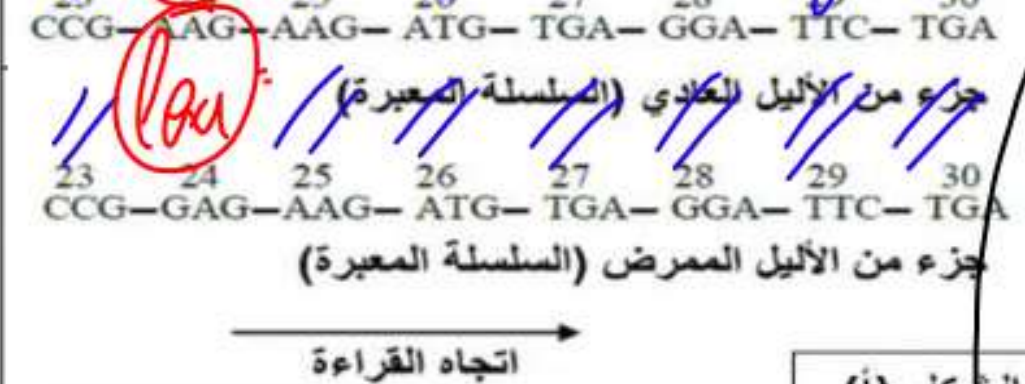 CCG–AAG–AAG– ATG– TGA– GGA– TTC– TGA
leu
جزء من الأليل العادي (السلسلة المعبرة)
23 24 25 26 27 28 29 30
CCG–GAG–AAG– ATG– TGA– GGA– TTC– TGA
جزء من الأليل الممرض (السلسلة المعبرة)
اتجاه القراءة